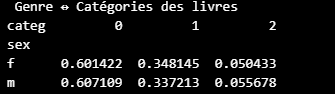 Genre ↔ Catégories des livres
categ 0 1 2
sex
f 0.601422 0.348145 0.050433
m 0.607109 0.337213 0.055678